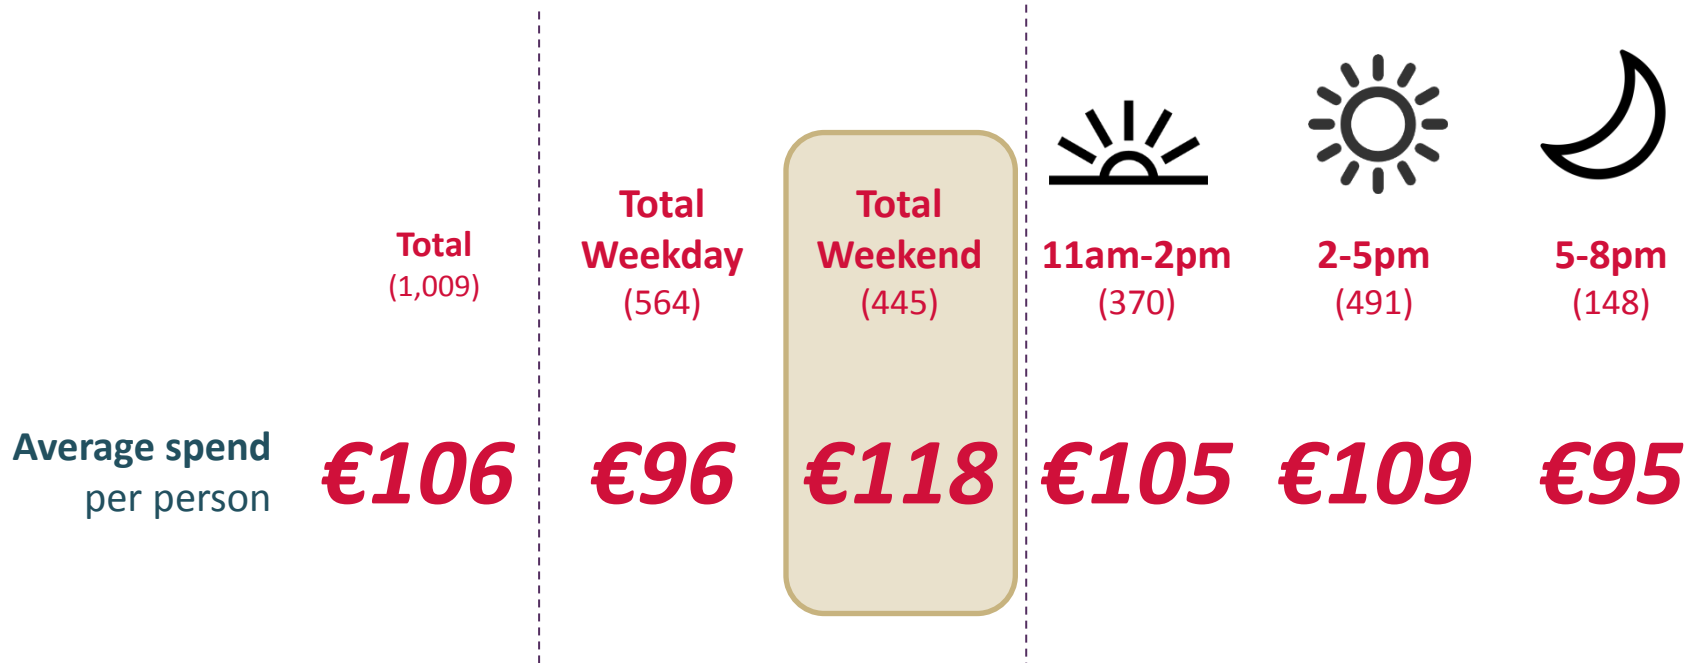 Total
(1,009)
Total
Weekday
(564)
Total
Weekend
(445)
11am-2pm
(370)
2-5pm
(491)
5-8pm
(148)
Average spend
per person
€106
€96
€118
€105
€109
€95